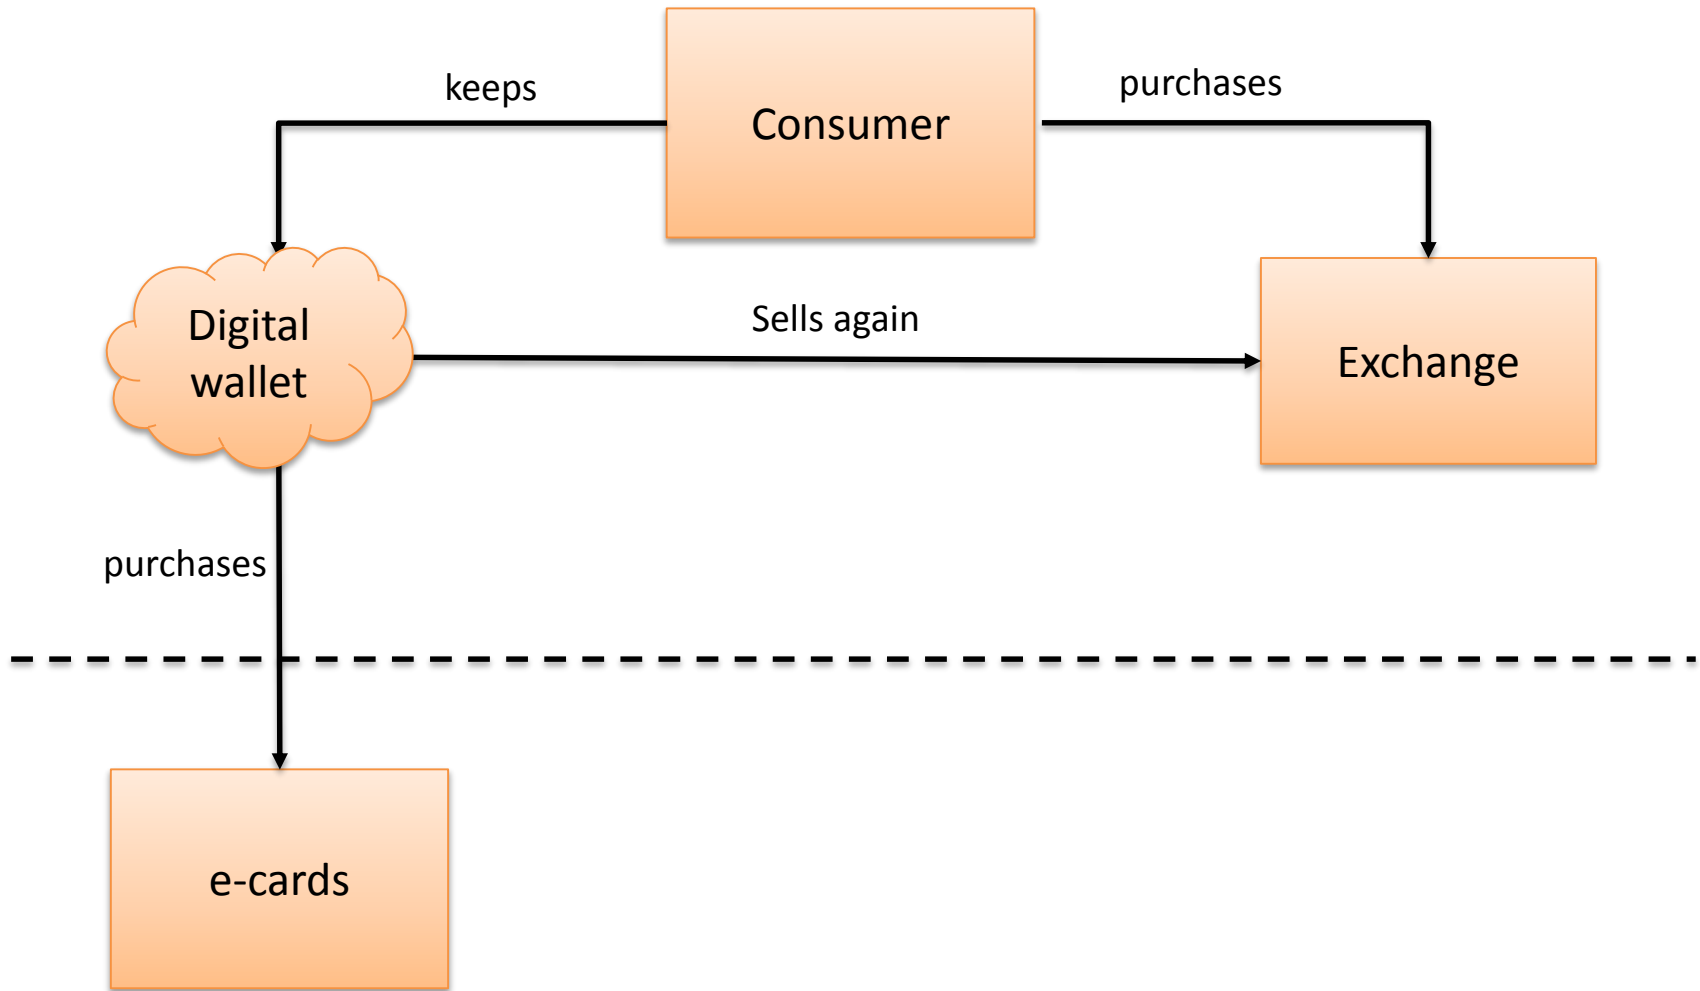 keeps
Consumer
purchases
Digital
wallet
Sells again
Exchange
purchases
e-cards